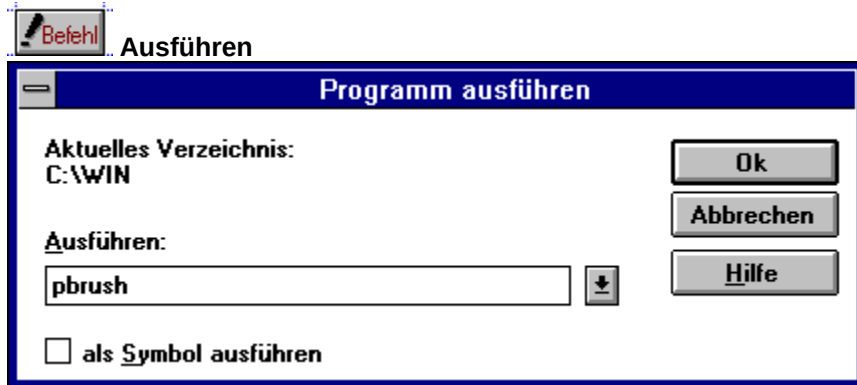 Befehl Ausführen
Programm ausführen
Aktuelles Verzeichnis:
C:\WIN
Ok
Abbrechen
Ausführen:
pbrush
Hilfe
als Symbol ausführen